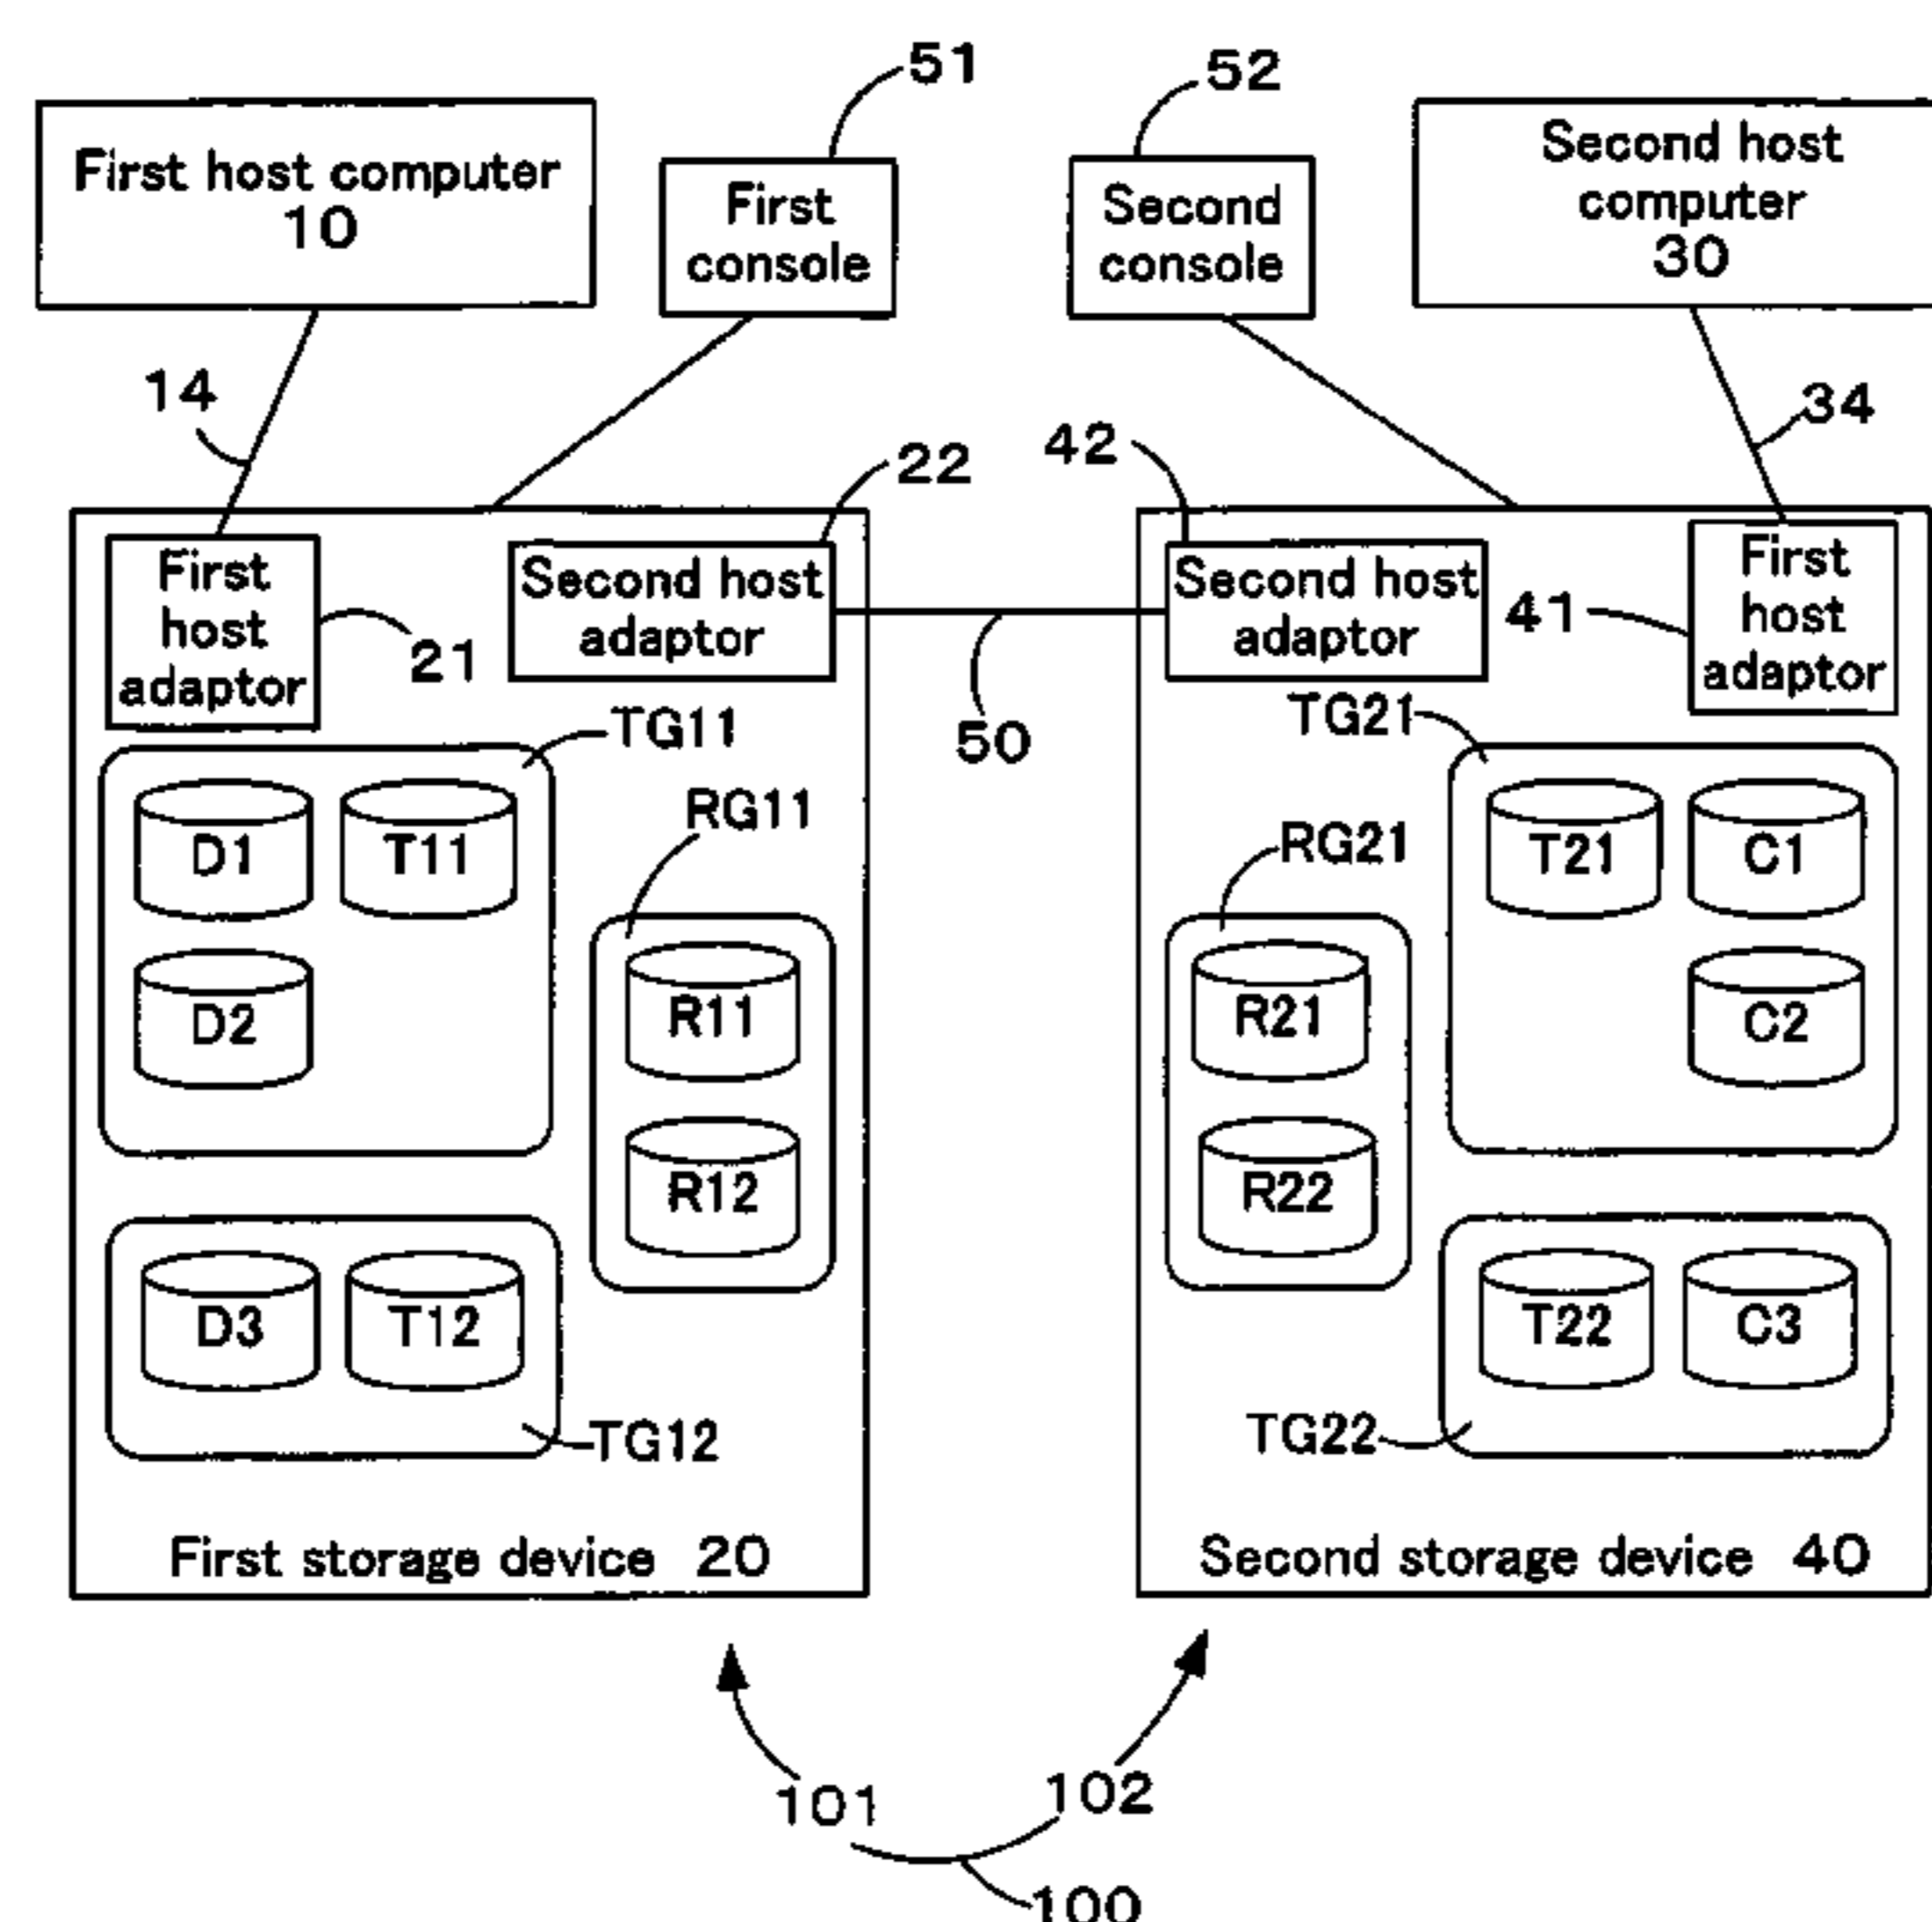 51
52
First host computer
10
First
console
Second
console
Second host
computer
30
14
34
22
42
First
host
adaptor
21
Second host
adaptor
50
Second host
adaptor
41
First
host
adaptor
TG11
D1
T11
D2
RG11
R11
R12
D3
T12
TG12
First storage device 20
TG21
T21
C1
C2
RG21
R21
R22
T22
C3
TG22
Second storage device 40
101
102
100